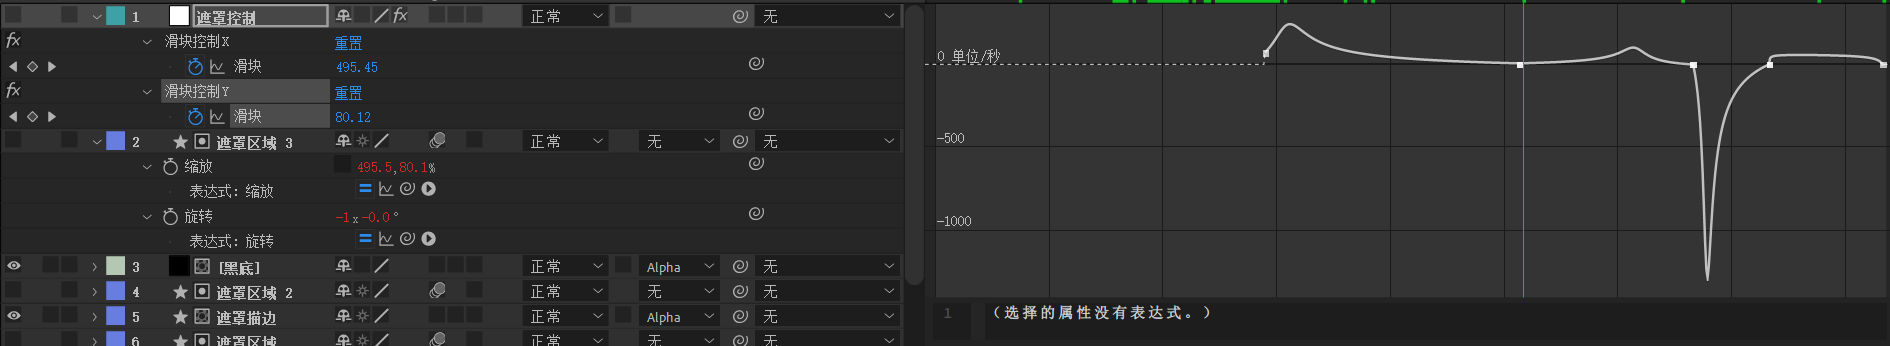 1 遮罩控制 fx 正常 无
fx 滑块控制X 重置
滑块 495.45
fx 滑块控制Y 重置
滑块 80.12
2 遮罩区域 3 正常 无 无
缩放 495.5,80.1%
表达式: 缩放
旋转 -1x-0.0°
表达式: 旋转
3 [黑底] 正常 Alpha 无
4 遮罩区域 2 正常 无 无
5 遮罩描边 正常 Alpha 无
6 遮罩区域 正常 无 无
0 单位/秒
-500
-1000
1 (选择的属性没有表达式。)